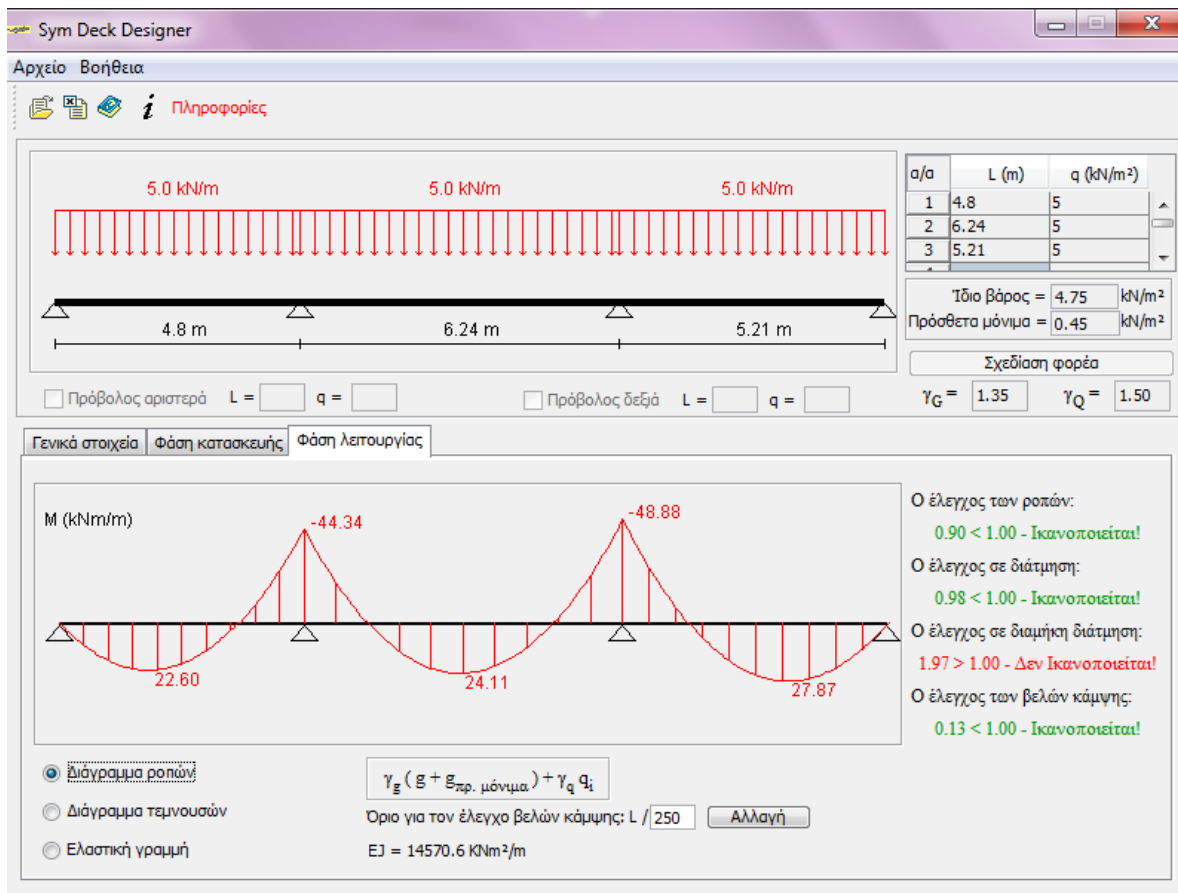 Sym Deck Designer
Αρχείο Βοήθεια
i Πληροφορίες
5.0 kN/m 5.0 kN/m 5.0 kN/m
4.8 m 6.24 m 5.21 m
Πρόβολος αριστερά L = q = Πρόβολος δεξιά L = q =
α/α L (m) q (kN/m²)
1 4.8 5
2 6.24 5
3 5.21 5
Ίδιο βάρος = 4.75 kN/m²
Πρόσθετα μόνιμα = 0.45 kN/m²
Σχεδίαση φορέα
γG = 1.35 γQ = 1.50
Γενικά στοιχεία Φάση κατασκευής Φάση λειτουργίας
M (kNm/m)
-44.34 -48.88
22.60 24.11 27.87
Ο έλεγχος των ροπών:
0.90 < 1.00 - Ικανοποιείται!
Ο έλεγχος σε διάτμηση:
0.98 < 1.00 - Ικανοποιείται!
Ο έλεγχος σε διαμήκη διάτμηση:
1.97 > 1.00 - Δεν Ικανοποιείται!
Ο έλεγχος των βελών κάμψης:
0.13 < 1.00 - Ικανοποιείται!
Διάγραμμα ροπών
Διάγραμμα τεμνουσών
Ελαστική γραμμή
γg(g+gπρ. μόνιμα)+γq qi
Όριο για τον έλεγχο βελών κάμψης: L / 250 Αλλαγή
EJ = 14570.6 KNm²/m